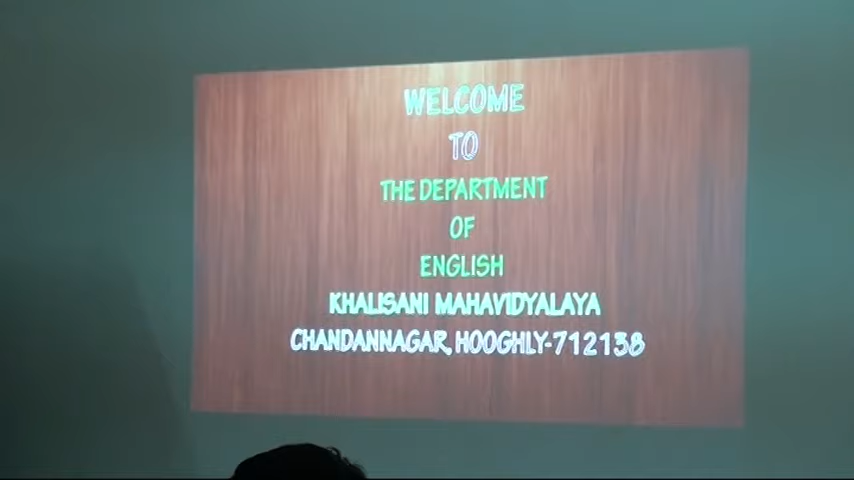 WELCOME
TO
THE DEPARTMENT
OF
ENGLISH
KHALISANI MAHAVIDYALAYA
CHANDANNAGAR, HOOGHLY-712138